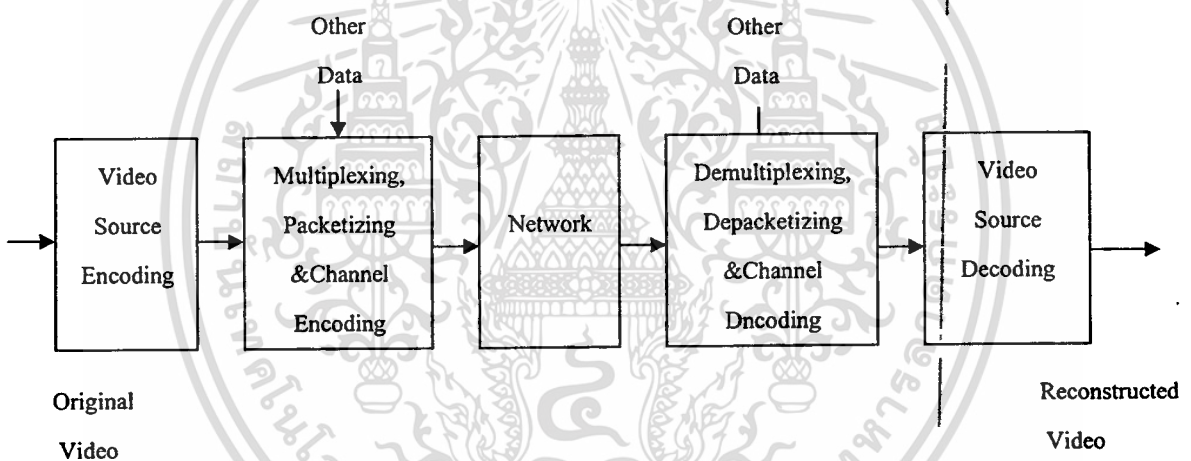 Other
Data
Other
Data
Video
Source
Encoding
Multiplexing,
Packetizing
&Channel
Encoding
Network
Demultiplexing,
Depacketizing
&Channel
Dncoding
Video
Source
Decoding
Original
Video
Reconstructed
Video